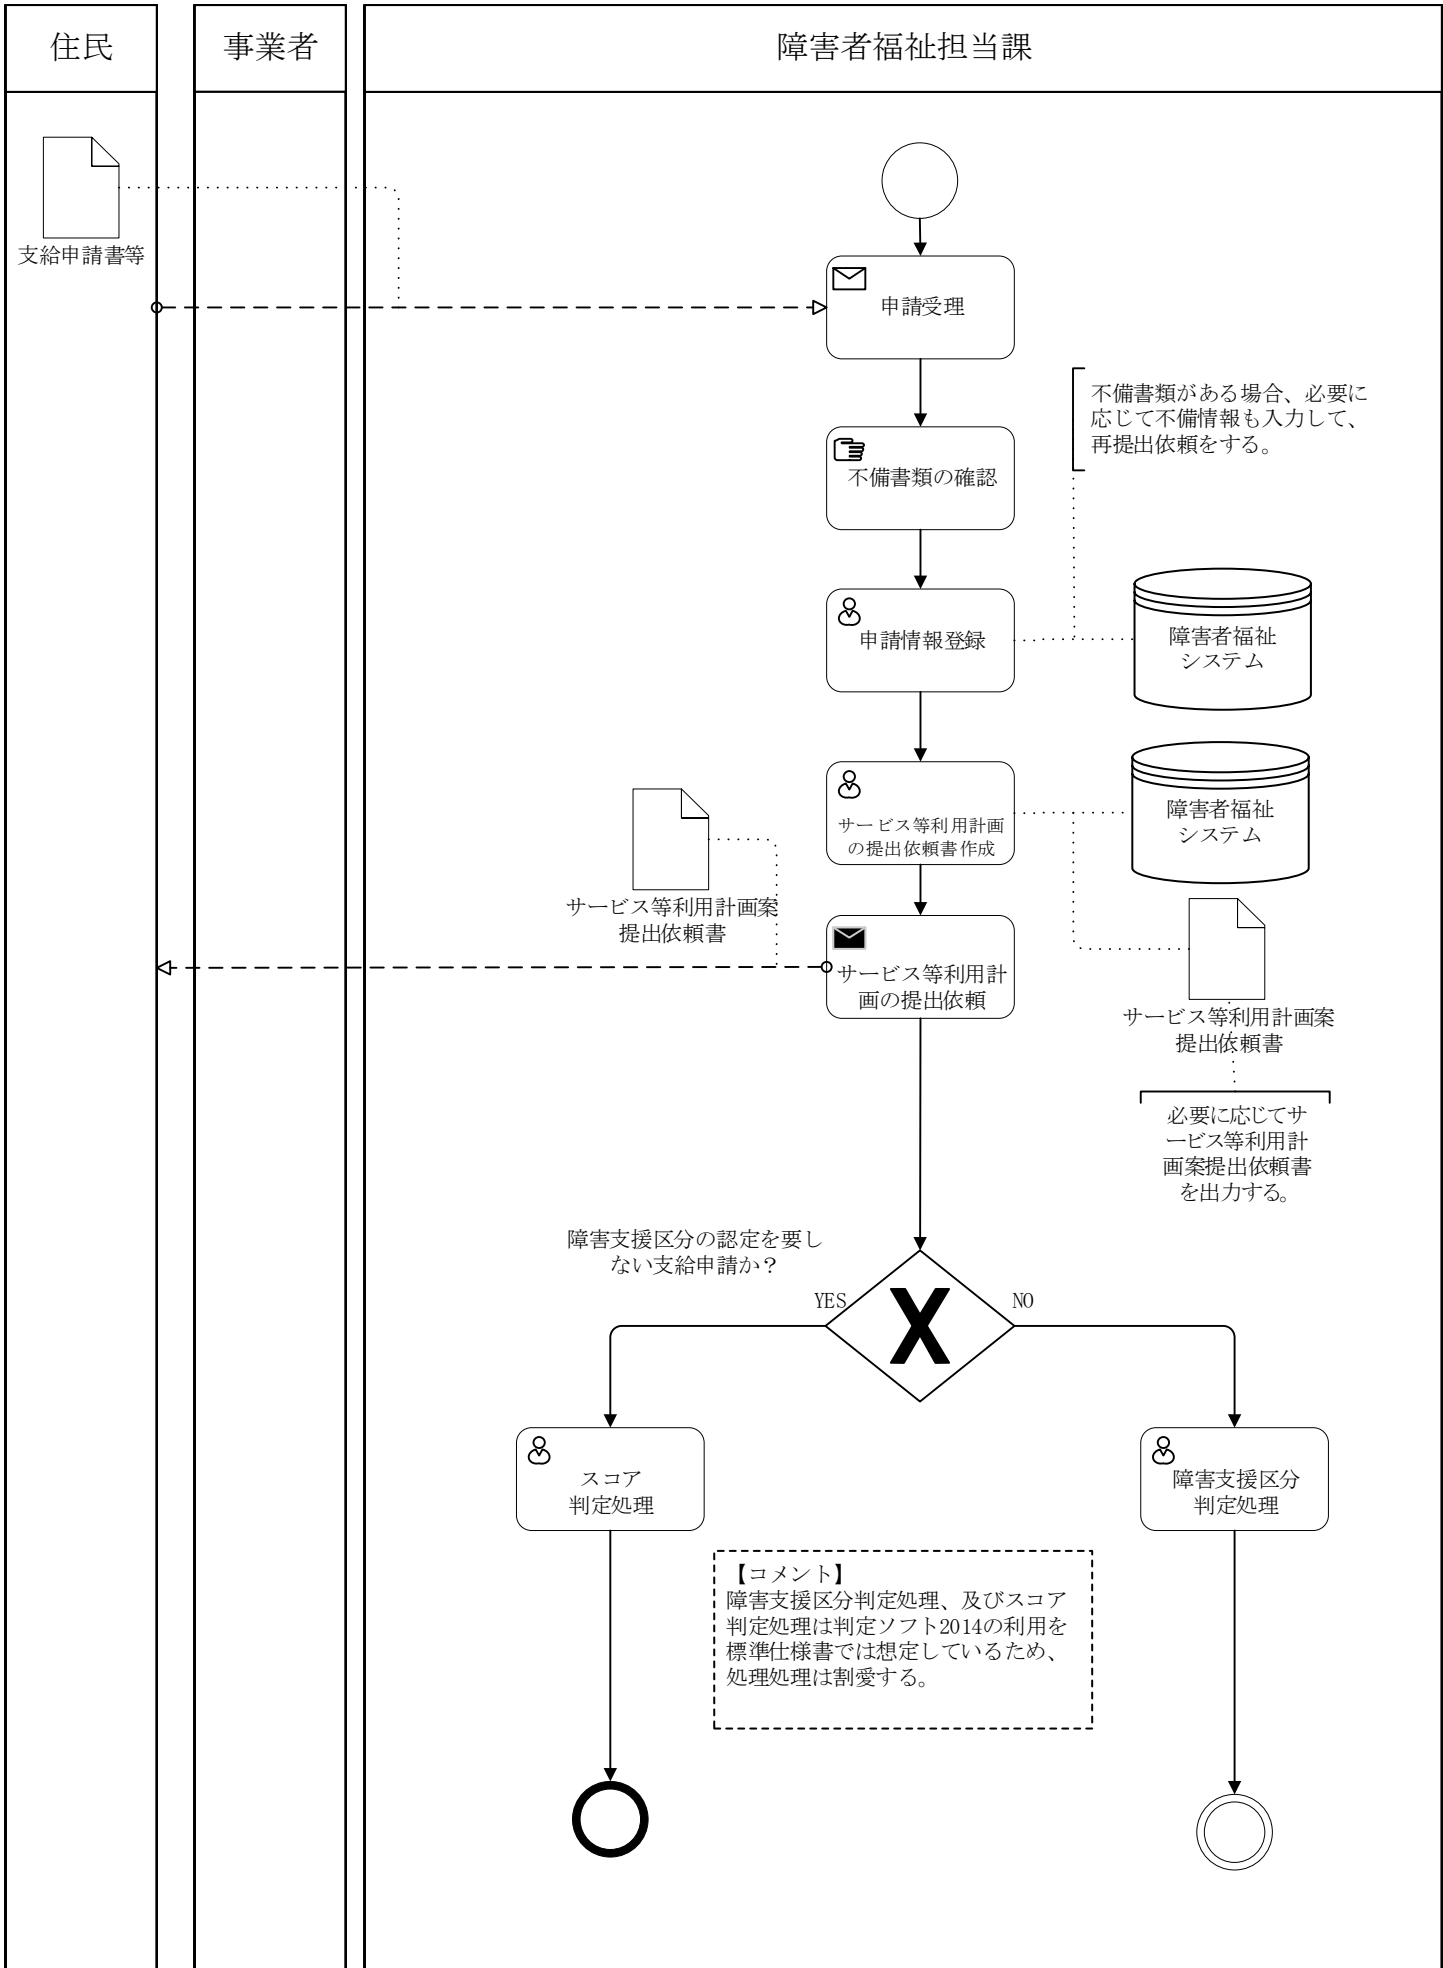 住民
事業者
障害者福祉担当課
支給申請書等
申請受理
不備書類がある場合、必要に
応じて不備情報も入力して、
再提出依頼をする。
不備書類の確認
申請情報登録
障害者福祉
システム
サービス等利用計画
の提出依頼書作成
障害者福祉
システム
サービス等利用計画案
提出依頼書
サービス等利用計
画の提出依頼
サービス等利用計画案
提出依頼書
必要に応じてサ
ービス等利用計
画案提出依頼書
を出力する。
障害支援区分の認定を要し
ない支給申請か？
YES
NO
スコア
判定処理
障害支援区分
判定処理
【コメント】
障害支援区分判定処理、及びスコア
判定処理は判定ソフト2014の利用を
標準仕様書では想定しているため、
処理処理は割愛する。